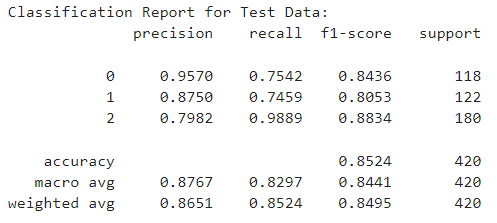 Classification Report for Test Data:
precision recall f1-score support
0 0.9570 0.7542 0.8436 118
1 0.8750 0.7459 0.8053 122
2 0.7982 0.9889 0.8834 180
accuracy 0.8524 420
macro avg 0.8767 0.8297 0.8441 420
weighted avg 0.8651 0.8524 0.8495 420